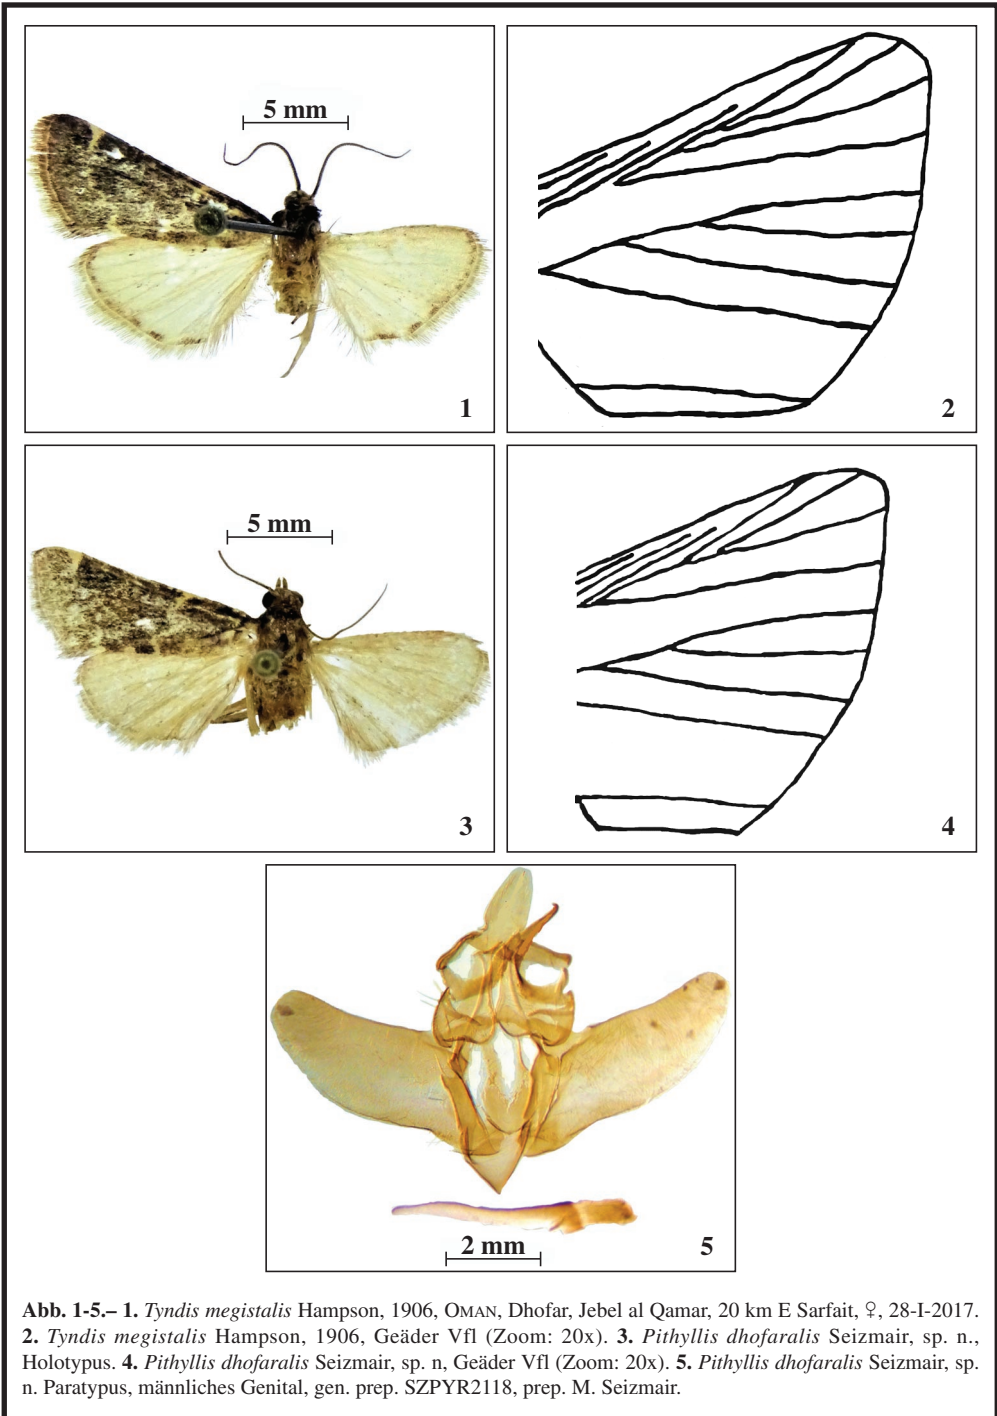 5 mm
1
2
5 mm
3
4
2 mm
5
Abb. 1-5.– 1. Tyndis megistalis Hampson, 1906, OMAN, Dhofar, Jebel al Qamar, 20 km E Sarfait, ♀, 28-I-2017.
2. Tyndis megistalis Hampson, 1906, Geäder Vfl (Zoom: 20x). 3. Pithyllis dhofaralis Seizmair, sp. n.,
Holotypus. 4. Pithyllis dhofaralis Seizmair, sp. n, Geäder Vfl (Zoom: 20x). 5. Pithyllis dhofaralis Seizmair, sp.
n. Paratypus, männliches Genital, gen. prep. SZPYR2118, prep. M. Seizmair.